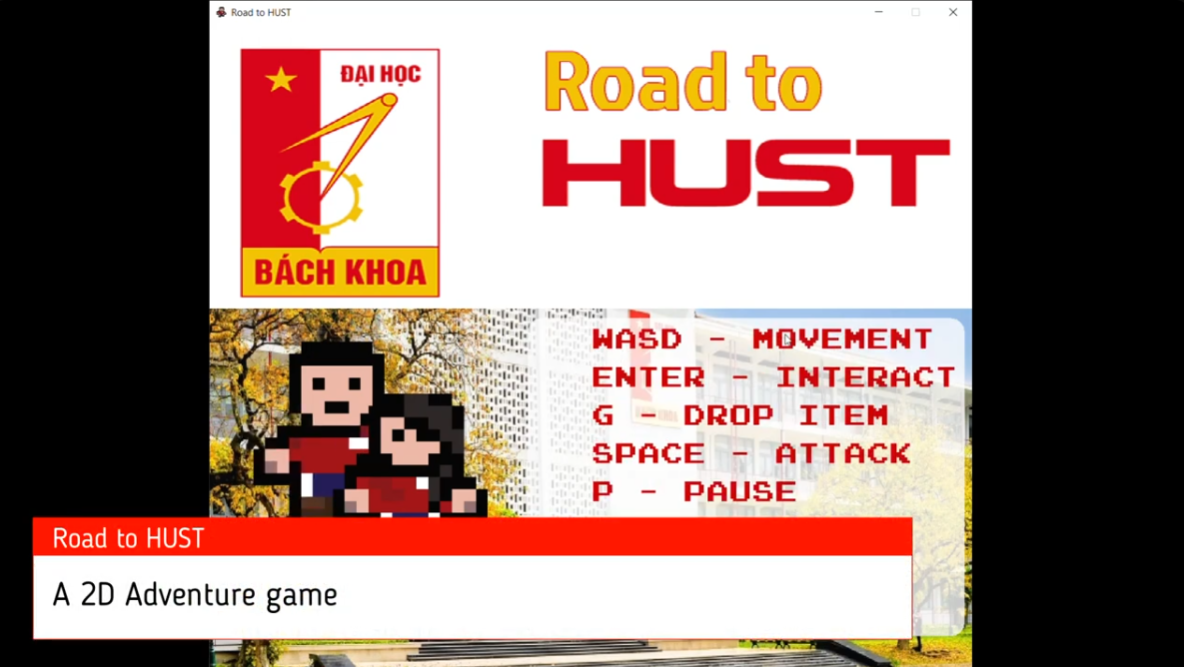 Road to HUST
ĐẠI HỌC
BÁCH KHOA
Road to
HUST
WASD - MOVEMENT
ENTER - INTERACT
G - DROP ITEM
SPACE - ATTACK
P - PAUSE
Road to HUST
A 2D Adventure game